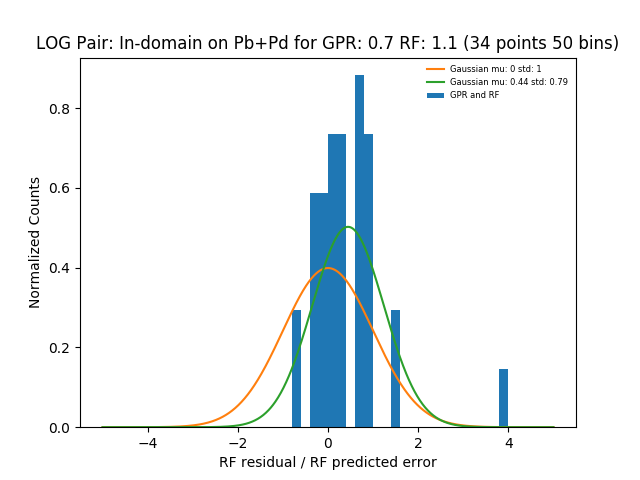 LOG Pair: In-domain on Pb+Pd for GPR: 0.7 RF: 1.1 (34 points 50 bins)
Gaussian mu: 0 std: 1
Gaussian mu: 0.44 std: 0.79
GPR and RF
Normalized Counts
0.8
0.6
0.4
0.2
0.0
−4 −2 0 2 4
RF residual / RF predicted error